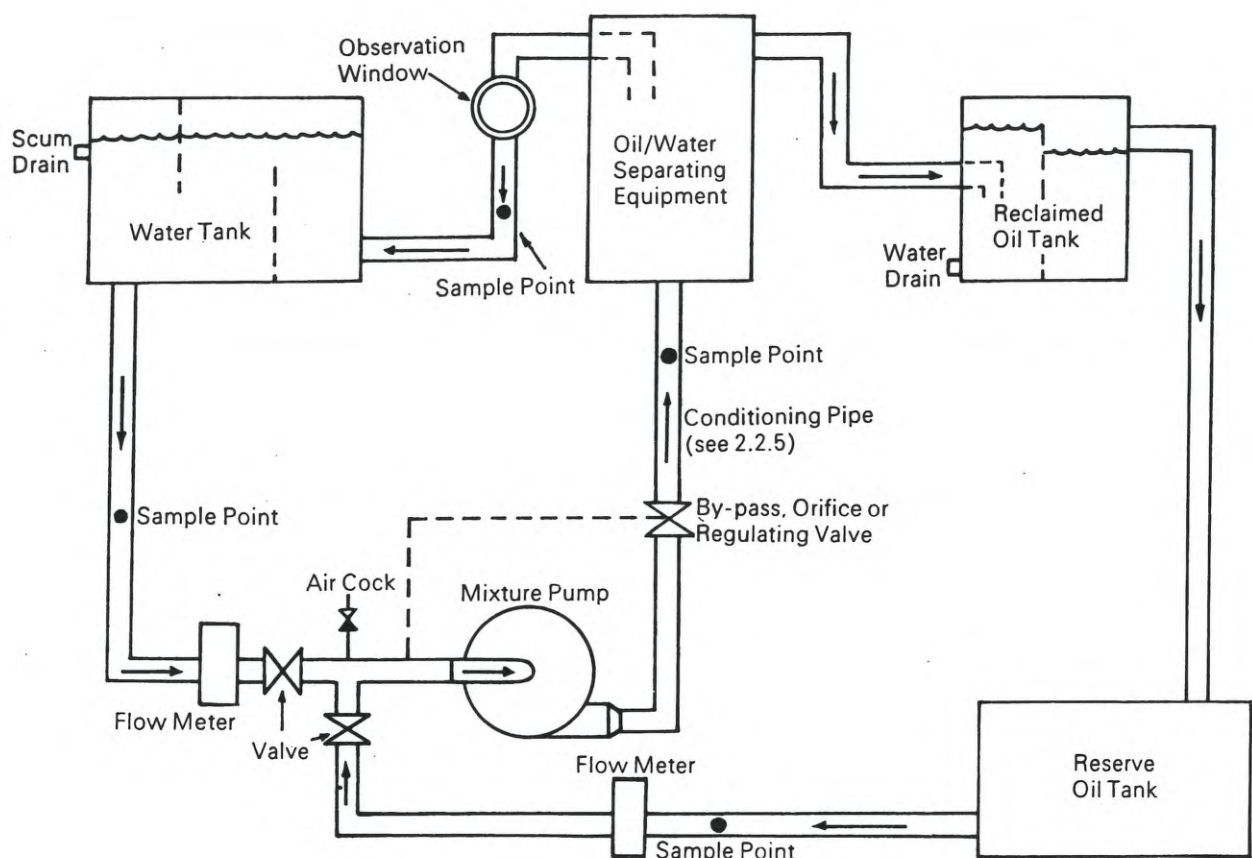 Observation
Window
Scum
Drain
Water Tank
Sample Point
Oil/Water
Separating
Equipment
Reclaimed
Oil Tank
Water
Drain
Sample Point
Conditioning Pipe
(see 2.2.5)
By-pass, Orifice or
Regulating Valve
Sample Point
Air Cock
Mixture Pump
Flow Meter
Valve
Flow Meter
Sample Point
Reserve
Oil Tank